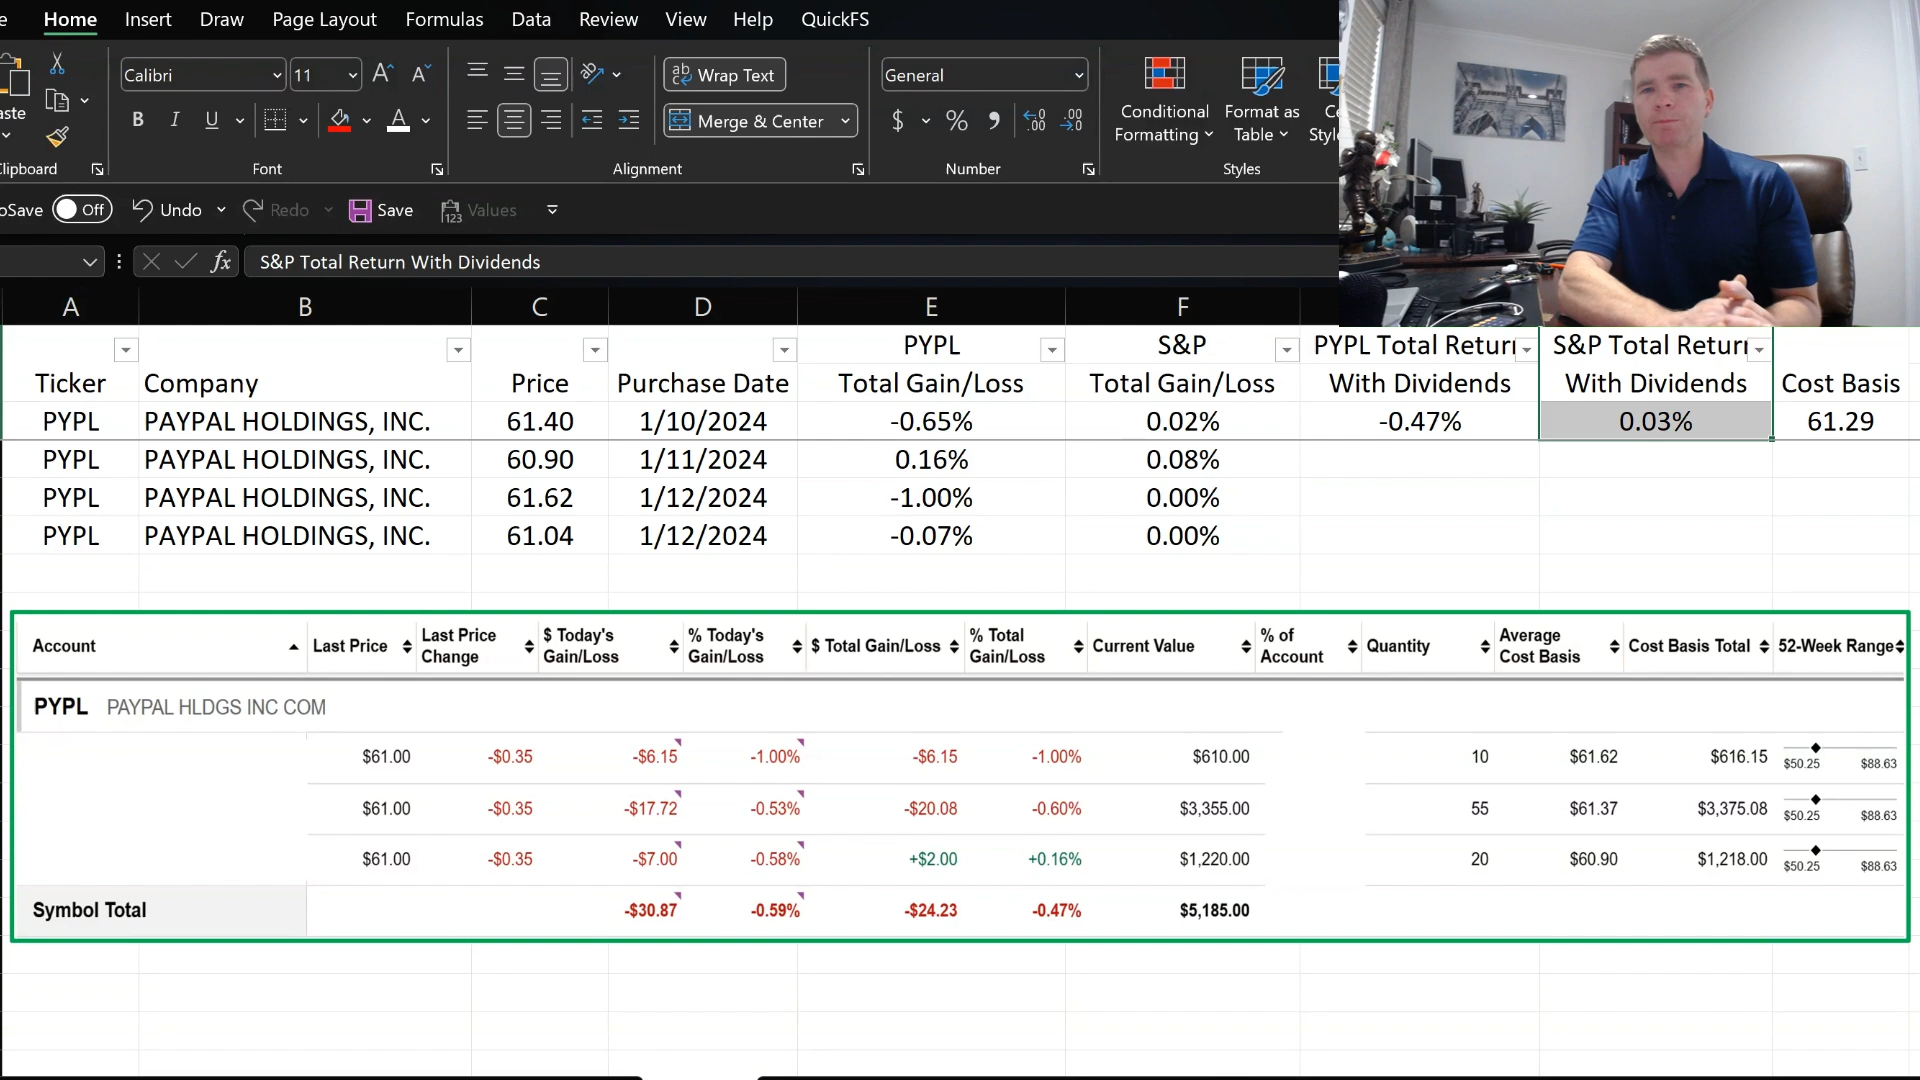 Home Insert Draw Page Layout Formulas Data Review View Help QuickFS
Calibri 11 Wrap Text General
aste B I U A Merge & Center $ % 9 Conditional Formatting Format as Table
lipboard Font Alignment Number Styles
oSave Off Undo Redo Save Values
fx S&P Total Return With Dividends
A B C D E F
PYPL S&P PYPL Total Return S&P Total Return
Ticker Company Price Purchase Date Total Gain/Loss Total Gain/Loss With Dividends With Dividends Cost Basis
PYPL PAYPAL HOLDINGS, INC. 61.40 1/10/2024 -0.65% 0.02% -0.47% 0.03% 61.29
PYPL PAYPAL HOLDINGS, INC. 60.90 1/11/2024 0.16% 0.08%
PYPL PAYPAL HOLDINGS, INC. 61.62 1/12/2024 -1.00% 0.00%
PYPL PAYPAL HOLDINGS, INC. 61.04 1/12/2024 -0.07% 0.00%
Account Last Price Last Price Change $ Today's Gain/Loss % Today's Gain/Loss $ Total Gain/Loss % Total Gain/Loss Current Value % of Account Quantity Average Cost Basis Cost Basis Total 52-Week Range
PYPL PAYPAL HLDGS INC COM
$61.00 -$0.35 -$6.15 -1.00% -$6.15 -1.00% $610.00 10 $61.62 $616.15 $50.25 $88.63
$61.00 -$0.35 -$17.72 -0.53% -$20.08 -0.60% $3,355.00 55 $61.37 $3,375.08 $50.25 $88.63
$61.00 -$0.35 -$7.00 -0.58% +$2.00 +0.16% $1,220.00 20 $60.90 $1,218.00 $50.25 $88.63
Symbol Total -$30.87 -0.59% -$24.23 -0.47% $5,185.00